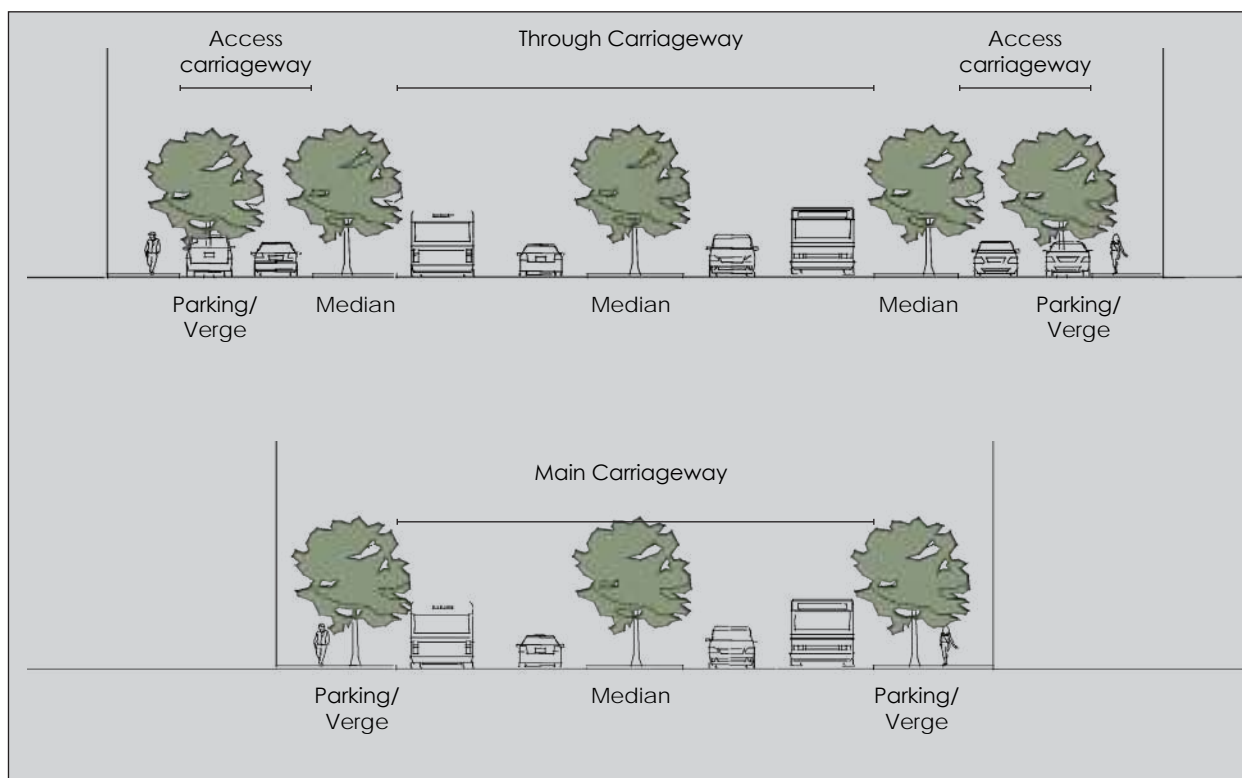 Access
carriageway
Through Carriageway
Access
carriageway
Parking/
Verge
Median
Median
Median
Parking/
Verge
Main Carriageway
Parking/
Verge
Median
Parking/
Verge